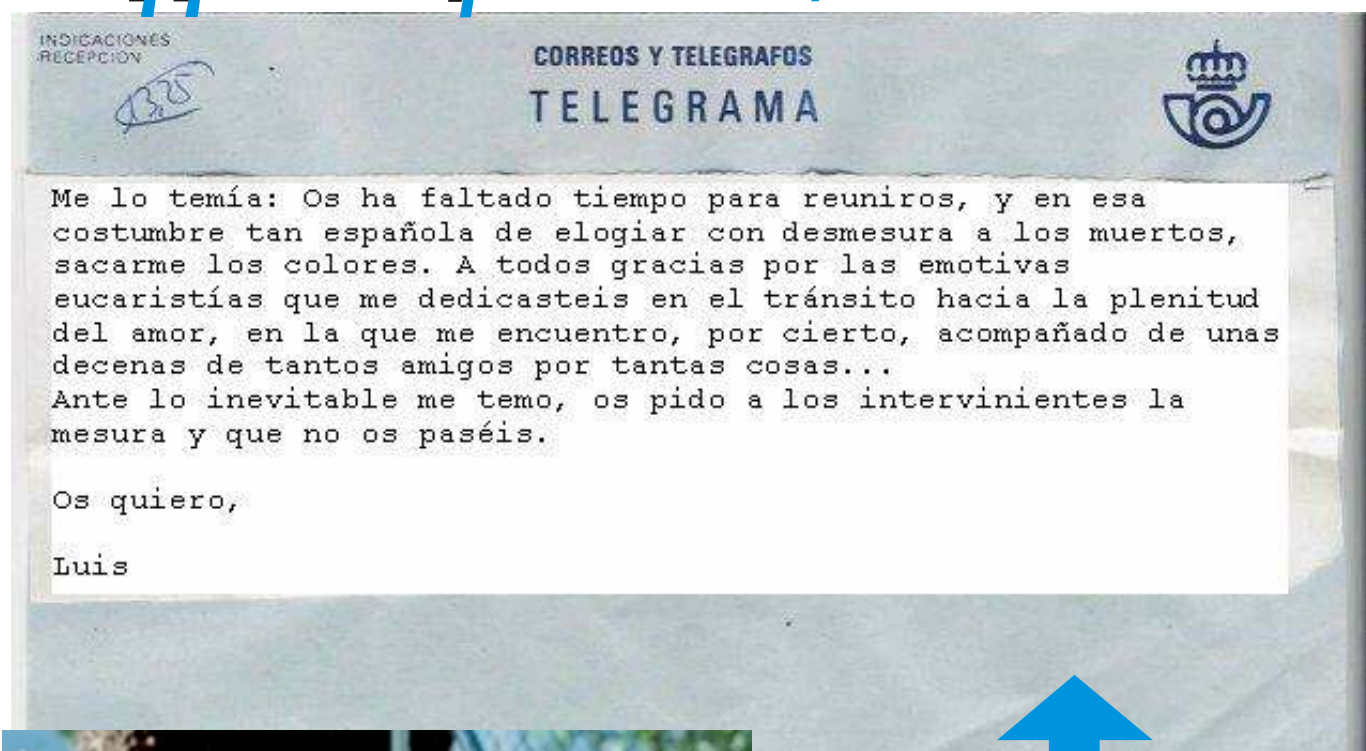 INDICACIONES
RECEPCION
1325
CORREOS Y TELEGRAFOS
TELEGRAMA
Me lo temía: Os ha faltado tiempo para reuniros, y en esa
costumbre tan española de elogiar con desmesura a los muertos,
sacarme los colores. A todos gracias por las emotivas
eucaristías que me dedicasteis en el tránsito hacia la plenitud
del amor, en la que me encuentro, por cierto, acompañado de unas
decenas de tantos amigos por tantas cosas...
Ante lo inevitable me temo, os pido a los intervinientes la
mesura y que no os paséis.
Os quiero,
Luis